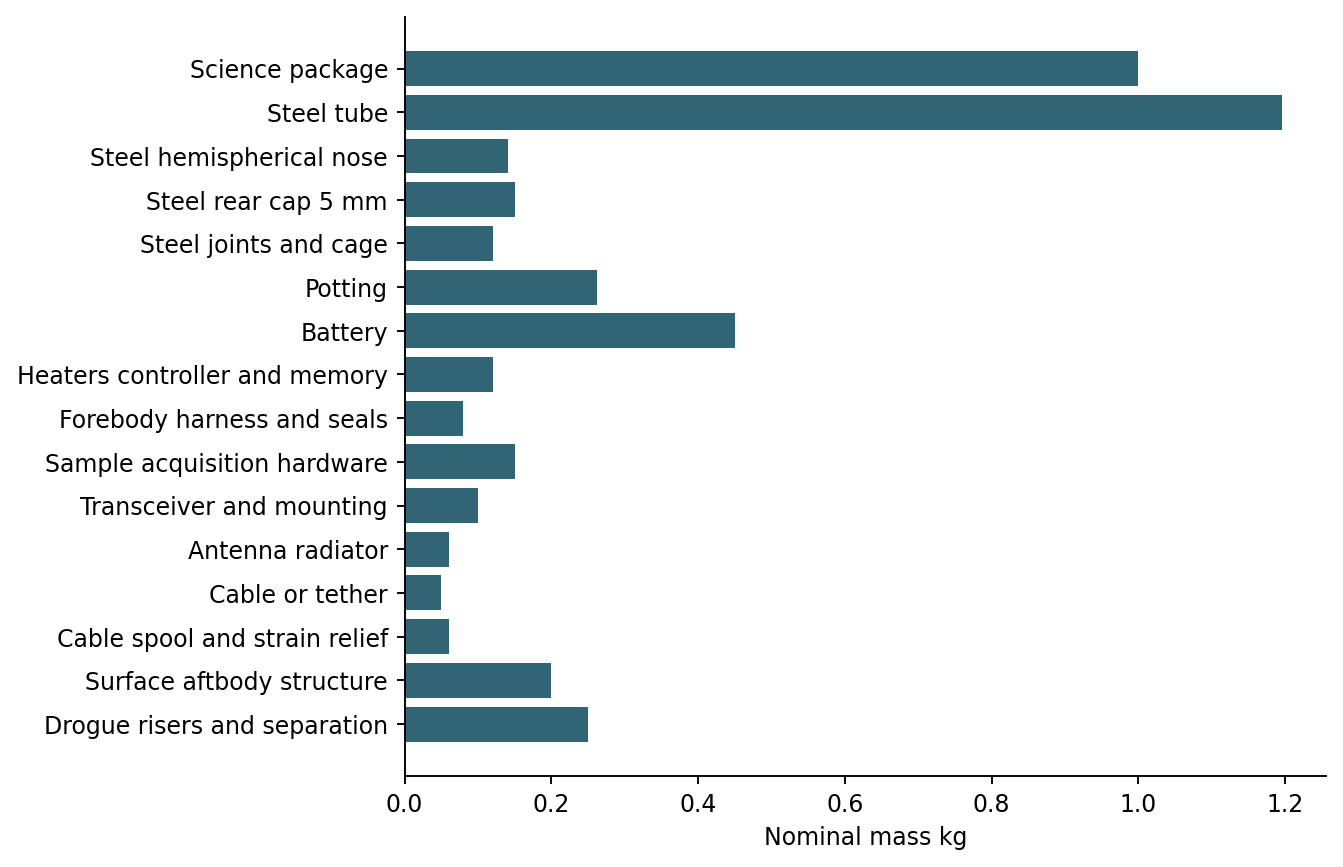 Science package
Steel tube
Steel hemispherical nose
Steel rear cap 5 mm
Steel joints and cage
Potting
Battery
Heaters controller and memory
Forebody harness and seals
Sample acquisition hardware
Transceiver and mounting
Antenna radiator
Cable or tether
Cable spool and strain relief
Surface aftbody structure
Drogue risers and separation
0.0 0.2 0.4 0.6 0.8 1.0 1.2
Nominal mass kg